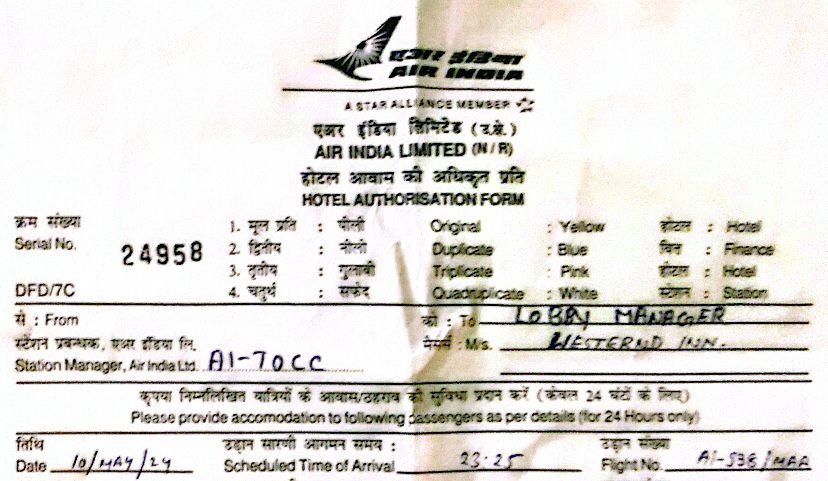 एअर इंडिया
AIR INDIA
A STAR ALLIANCE MEMBER
एअर इंडिया लिमिटेड (उ.क्षे.)
AIR INDIA LIMITED (N/R)
होटल आवास की अधिकृत प्रति
HOTEL AUTHORISATION FORM
क्रम संख्या 1. मूल प्रति : पीली Original : Yellow होटल : Hotel
Serial No. 24958 2. द्वितीय : नीली Duplicate : Blue वित्त : Finance
3. तृतीय : गुलाबी Triplicate : Pink होटल : Hotel
DFD/7C 4. चतुर्थ : सफेद Quadruplicate : White स्टेशन : Station
से : From को : To LOBBY MANAGER
स्टेशन प्रबन्धक, एअर इंडिया लि. मैसर्स : M/s. WESTERND INN.
Station Manager, Air India Ltd. AI-TOCC
कृपया निम्नलिखित यात्रियों के आवास/ठहराव की सुविधा प्रदान करें (केवल 24 घंटों के लिए)
Please provide accomodation to following passengers as per details (for 24 Hours only)
तिथि उड़ान सारणी आगमन समय : उड़ान संख्या
Date 10/MAY/24 Scheduled Time of Arrival 23:25 Flight No. AI-538/MAA